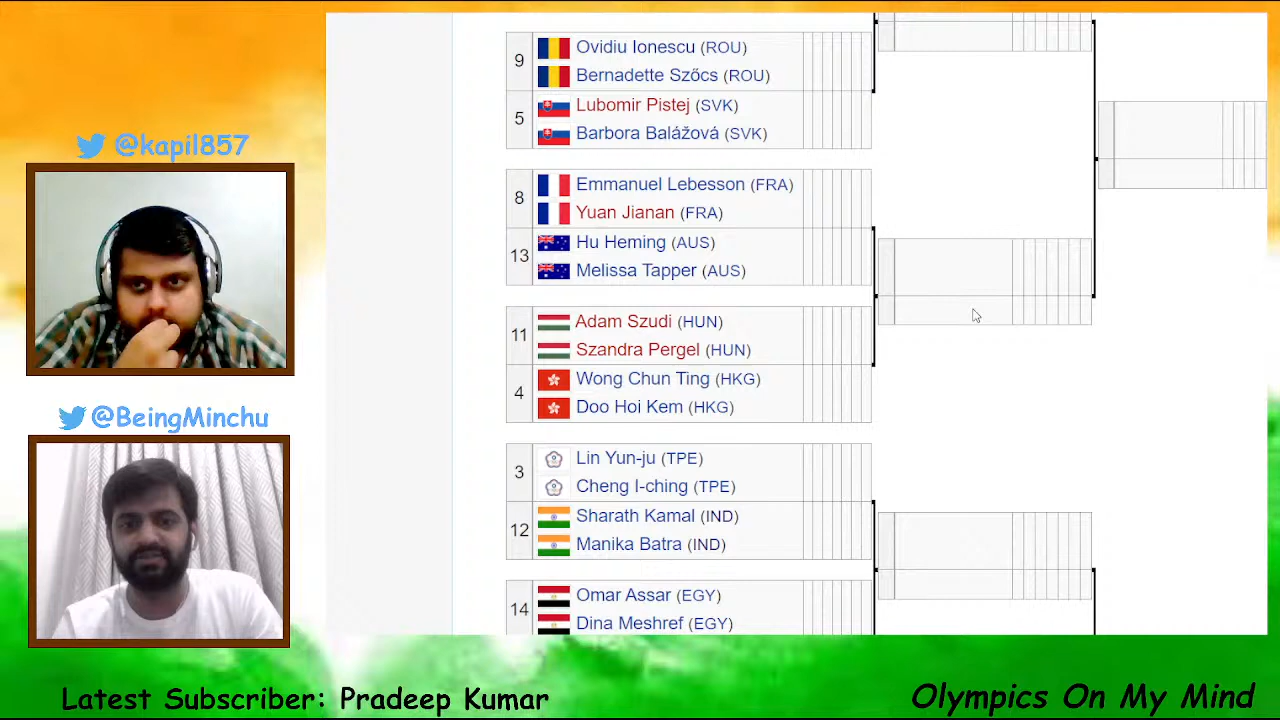 @kapil857
@BeingMinchu
9
Ovidiu Ionescu (ROU)
Bernadette Szőcs (ROU)
5
Lubomir Pistej (SVK)
Barbora Balážová (SVK)
8
Emmanuel Lebesson (FRA)
Yuan Jianan (FRA)
13
Hu Heming (AUS)
Melissa Tapper (AUS)
11
Adam Szudi (HUN)
Szandra Pergel (HUN)
4
Wong Chun Ting (HKG)
Doo Hoi Kem (HKG)
3
Lin Yun-ju (TPE)
Cheng I-ching (TPE)
12
Sharath Kamal (IND)
Manika Batra (IND)
14
Omar Assar (EGY)
Dina Meshref (EGY)
Latest Subscriber: Pradeep Kumar
Olympics On My Mind